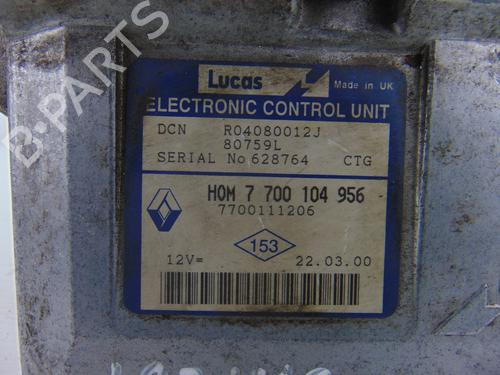 B-PARTS
Lucas
Made in UK
ELECTRONIC CONTROL UNIT
DCN R04080012J
80759L
SERIAL No 628764 CTG
HOM 7 700 104 956
7700111206
153
12V= 22.03.00